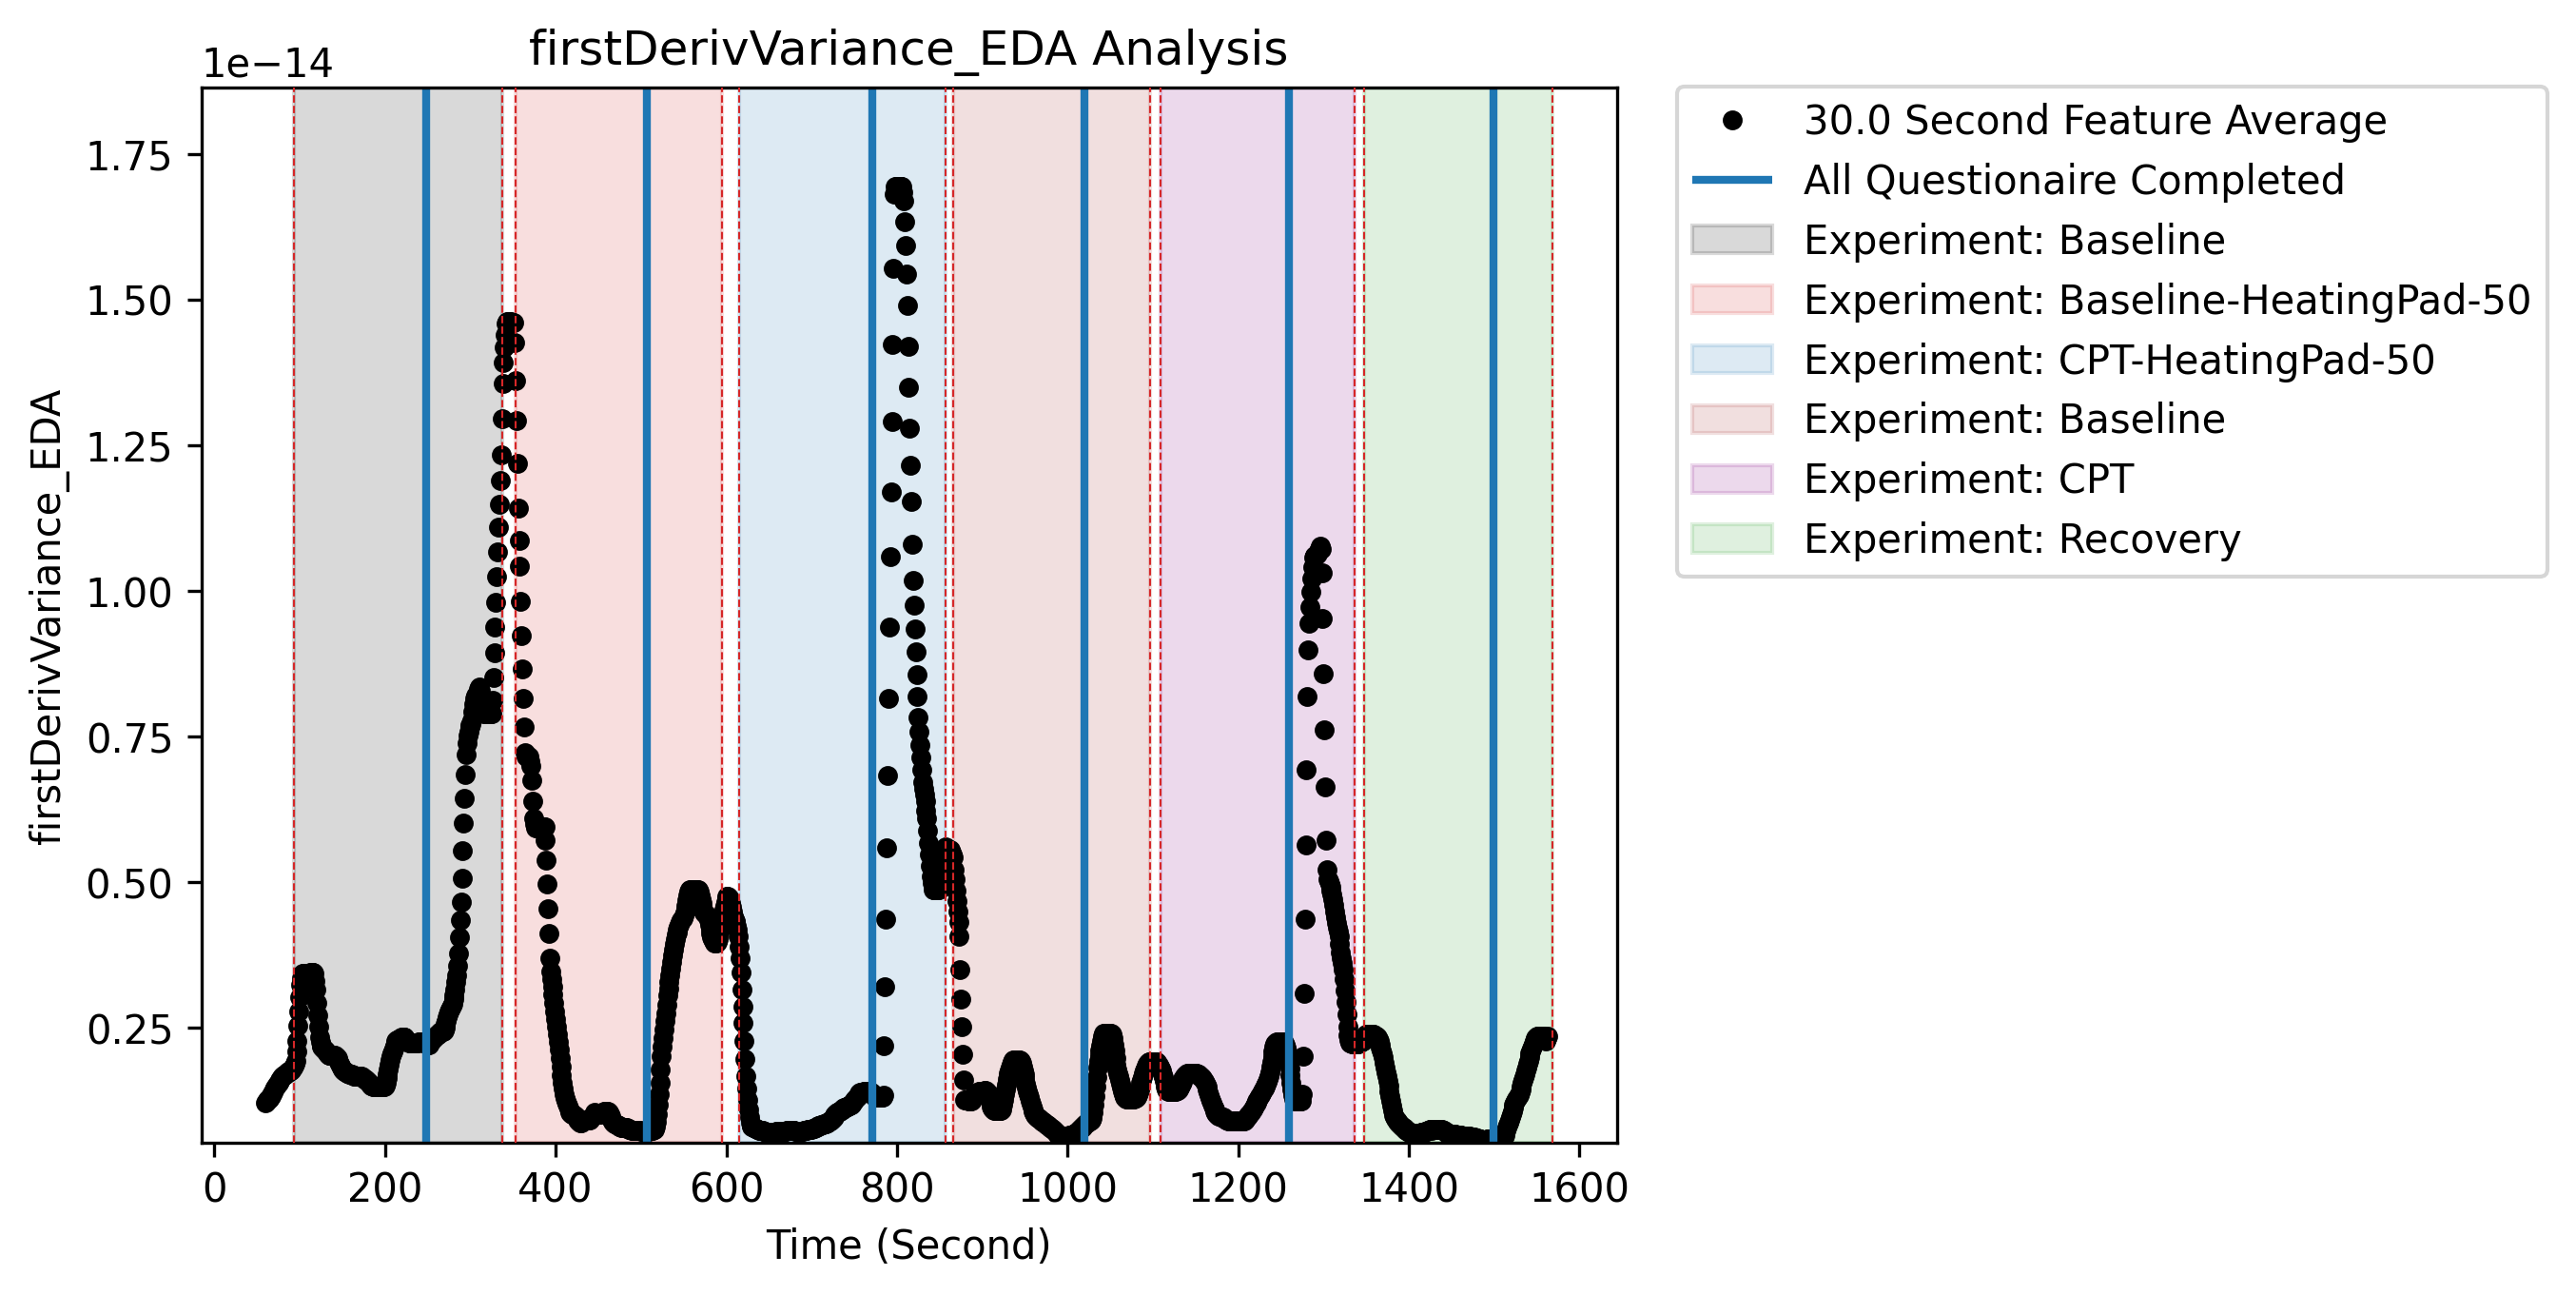 firstDerivVariance_EDA Analysis
1e−14
1.75
1.50
1.25
1.00
0.75
0.50
0.25
firstDerivVariance_EDA
0 200 400 600 800 1000 1200 1400 1600
Time (Second)
30.0 Second Feature Average
All Questionaire Completed
Experiment: Baseline
Experiment: Baseline-HeatingPad-50
Experiment: CPT-HeatingPad-50
Experiment: Baseline
Experiment: CPT
Experiment: Recovery